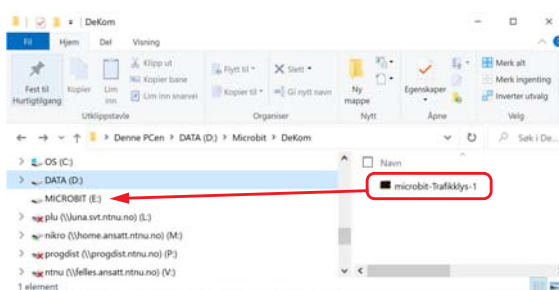 DeKom
Fil Hjem Del Visning
Fest til Hurtigtilgang
Kopier
Lim inn
Klipp ut
Kopier bane
Lim inn snarvei
Flytt til
Kopier til
Slett
Gi nytt navn
Ny mappe
Egenskaper
Merk alt
Merk ingenting
Inverter utvalg
Utklippstavle Organiser Nytt Åpne Velg
Denne PCen > DATA (D:) > Microbit > DeKom
Søk i De...
OS (C:)
DATA (D:)
MICROBIT (E:)
plu (\\luna.svt.ntnu.no) (L:)
nikro (\\home.ansatt.ntnu.no) (M:)
progdist (\\progdist.ntnu.no) (P:)
ntnu (\\felles.ansatt.ntnu.no) (V:)
Navn
microbit-Trafikklys-1
1 element